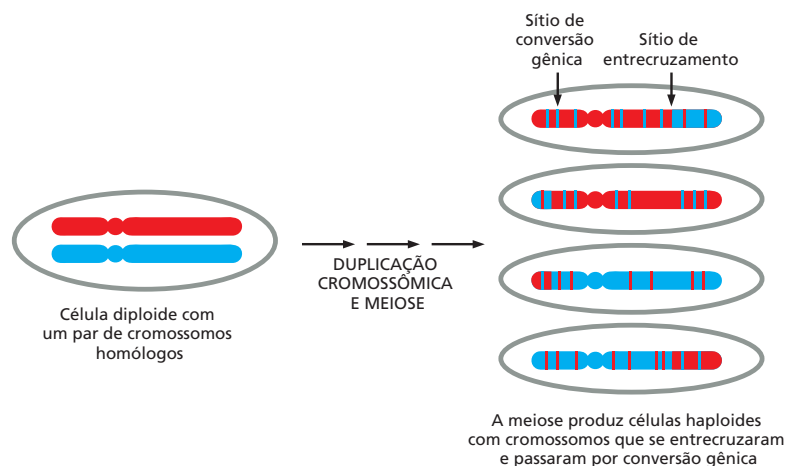 Sítio de
conversão
gênica
Sítio de
entrecruzamento
Célula diploide com
um par de cromossomos
homólogos
DUPLICAÇÃO
CROMOSSÔMICA
E MEIOSE
A meiose produz células haploides
com cromossomos que se entrecruzaram
e passaram por conversão gênica